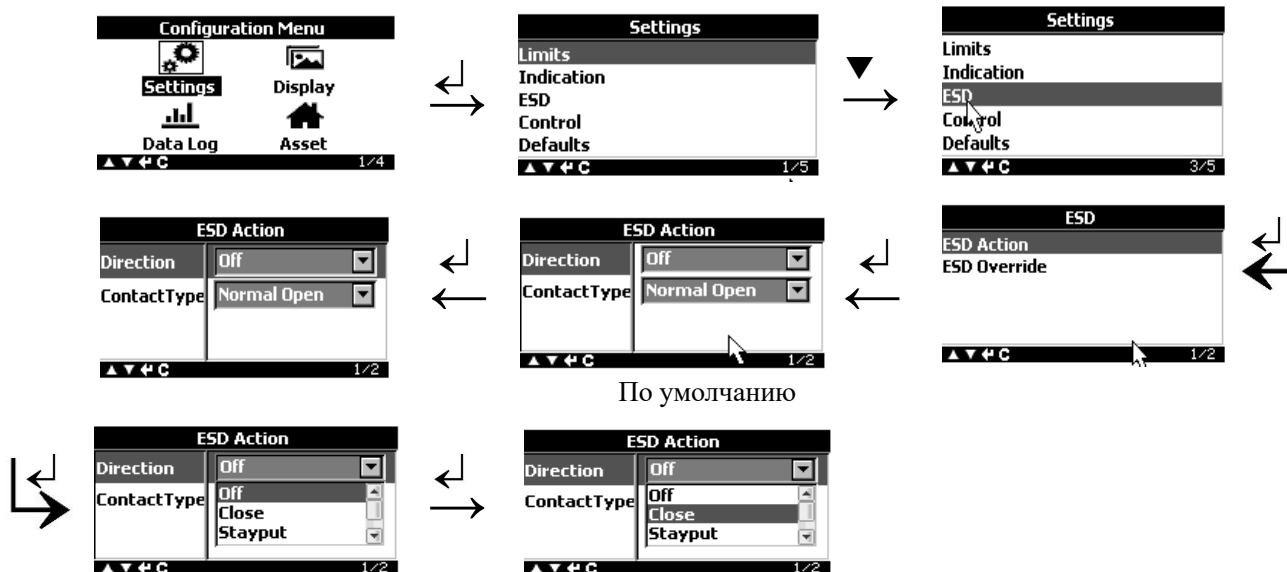 Configuration Menu
Settings
Display
Data Log
Asset
▲ ▼ ↵ C 1/4
Settings
Limits
Indication
ESD
Control
Defaults
▲ ▼ ↵ C 1/5
▼
Settings
Limits
Indication
ESD
Control
Defaults
▲ ▼ ↵ C 3/5
ESD Action
Direction Off
ContactType Normal Open
▲ ▼ ↵ C 1/2
ESD Action
Direction Off
ContactType Normal Open
▲ ▼ ↵ C 1/2
По умолчанию
ESD
ESD Action
ESD Override
▲ ▼ ↵ C 1/2
ESD Action
Direction Off
ContactType Off
Close
Stayput
▲ ▼ ↵ C 1/2
ESD Action
Direction Off
ContactType Off
Close
Stayput
▲ ▼ ↵ C 1/2